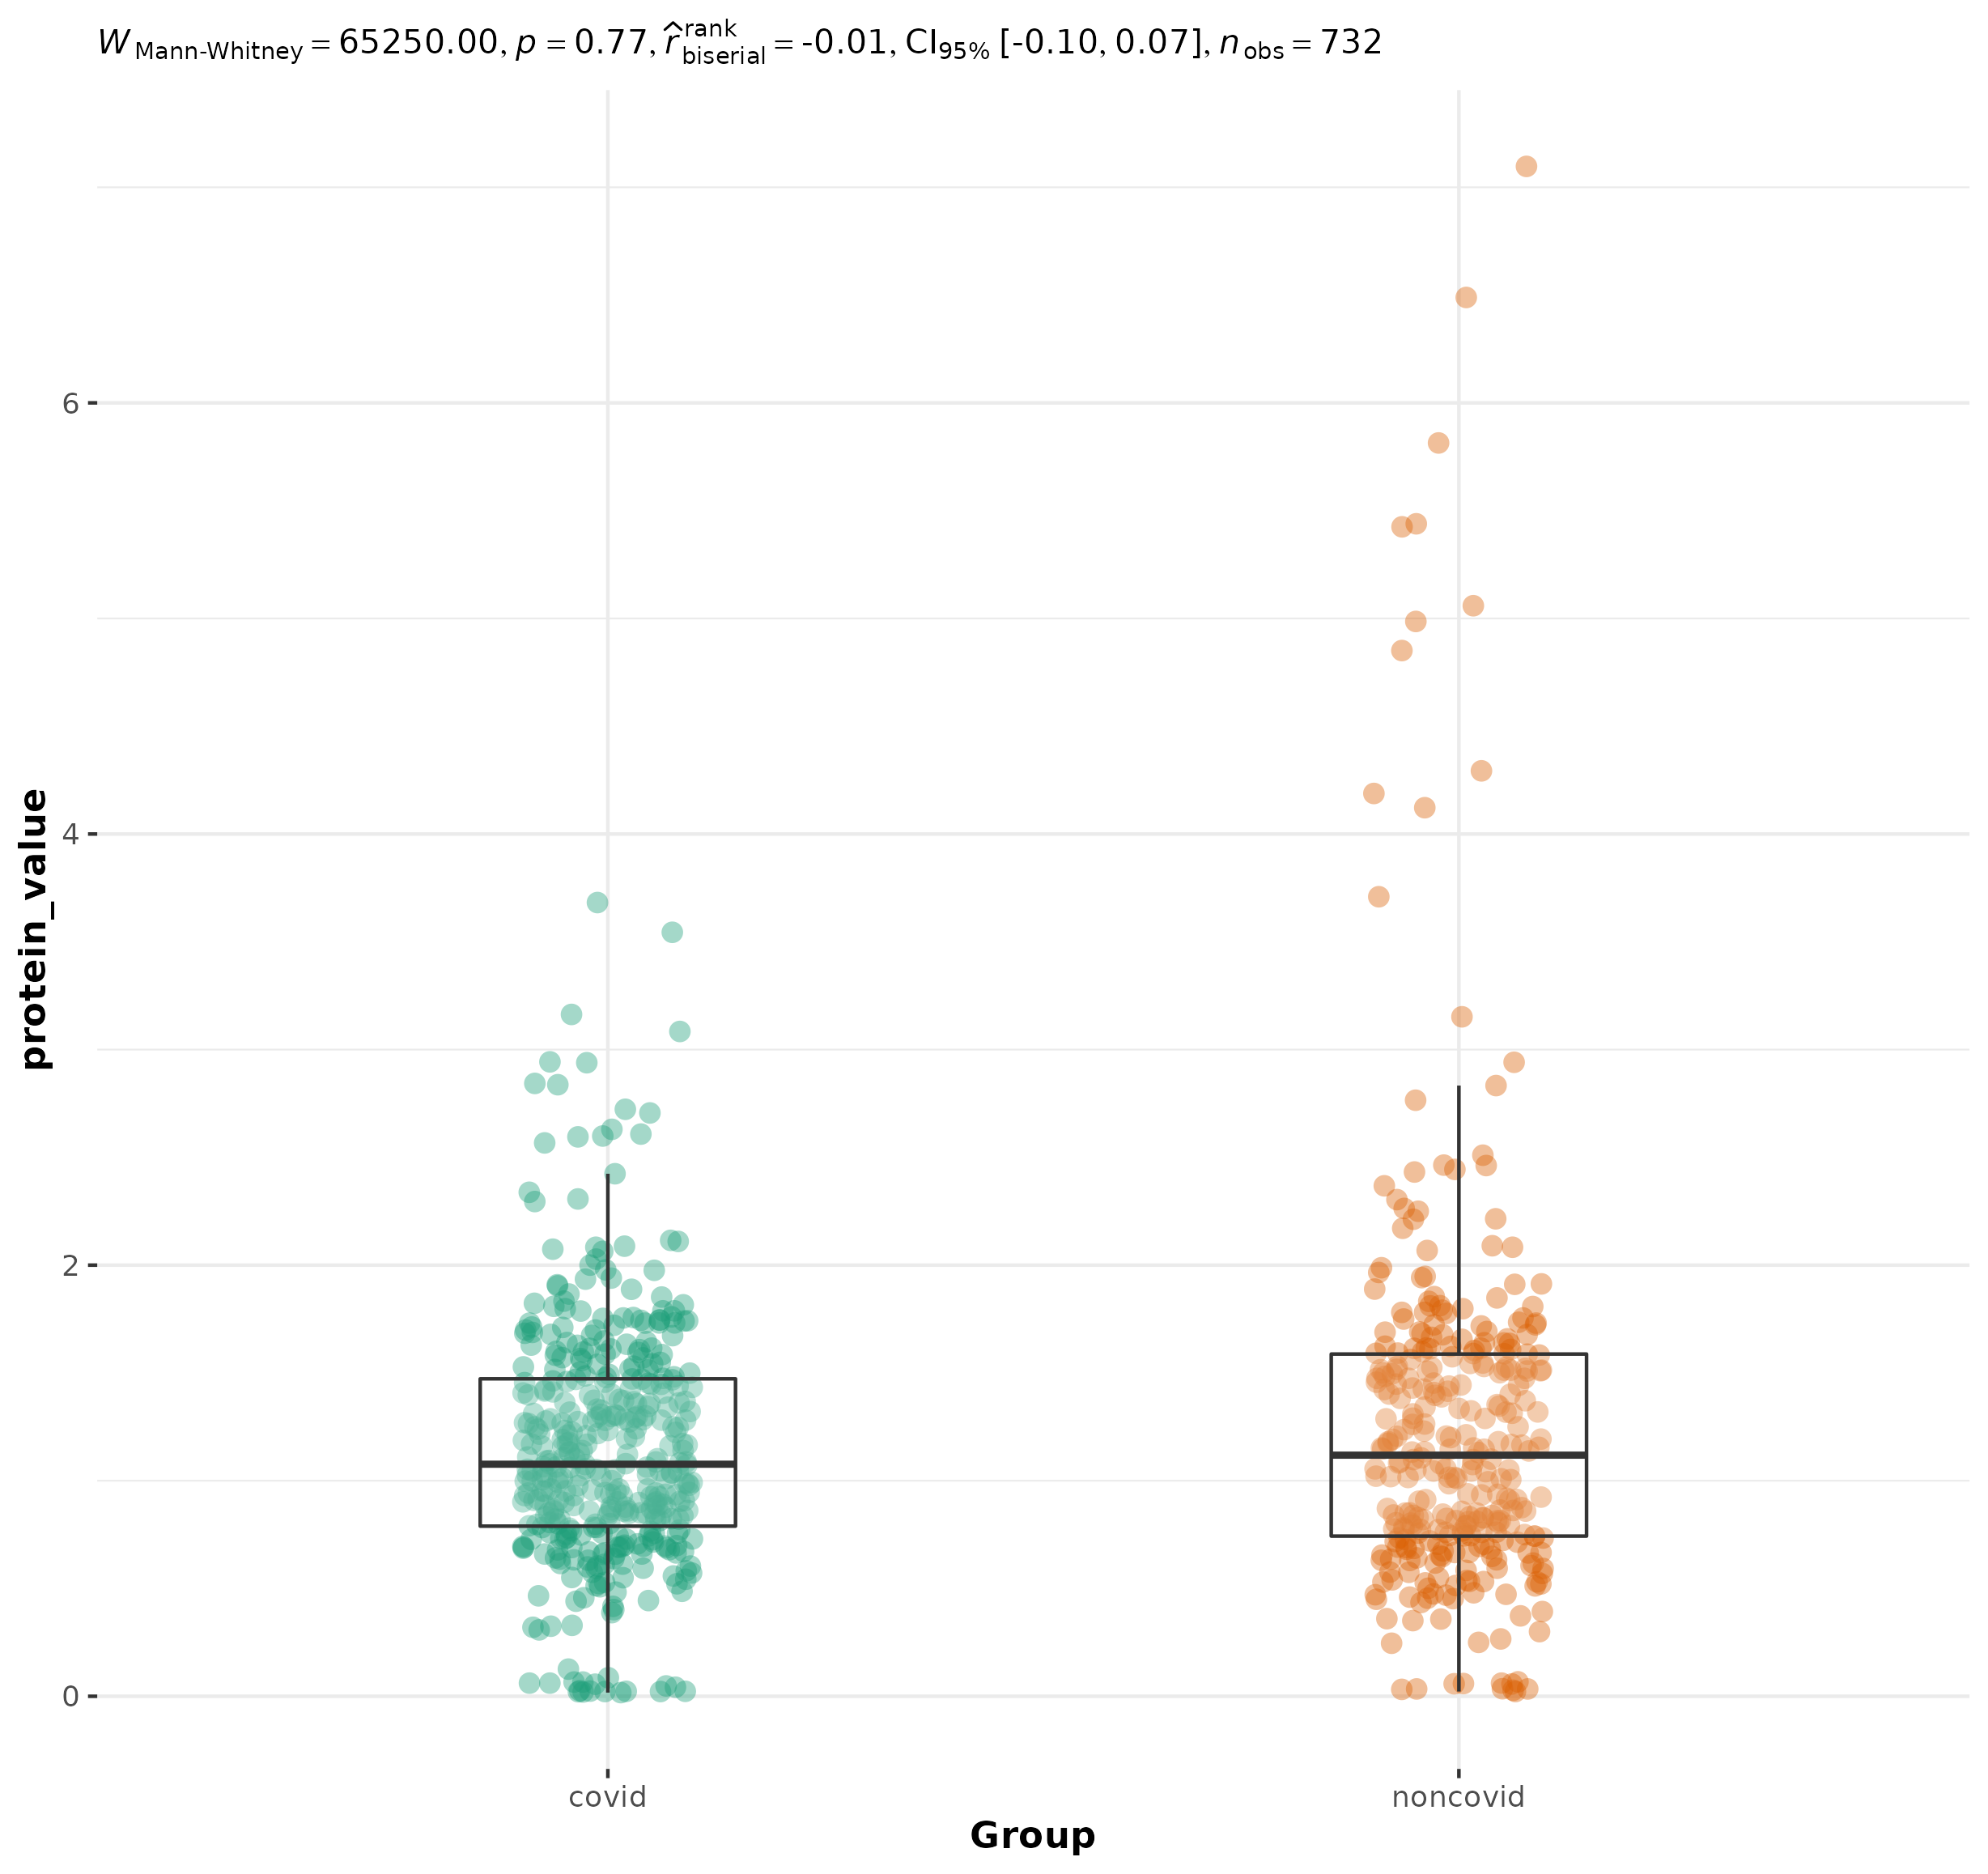 W Mann-Whitney = 65250.00, p = 0.77, r̂ rank biserial = -0.01, CI95% [-0.10, 0.07], n obs = 732
protein_value
6
4
2
0
covid noncovid
Group